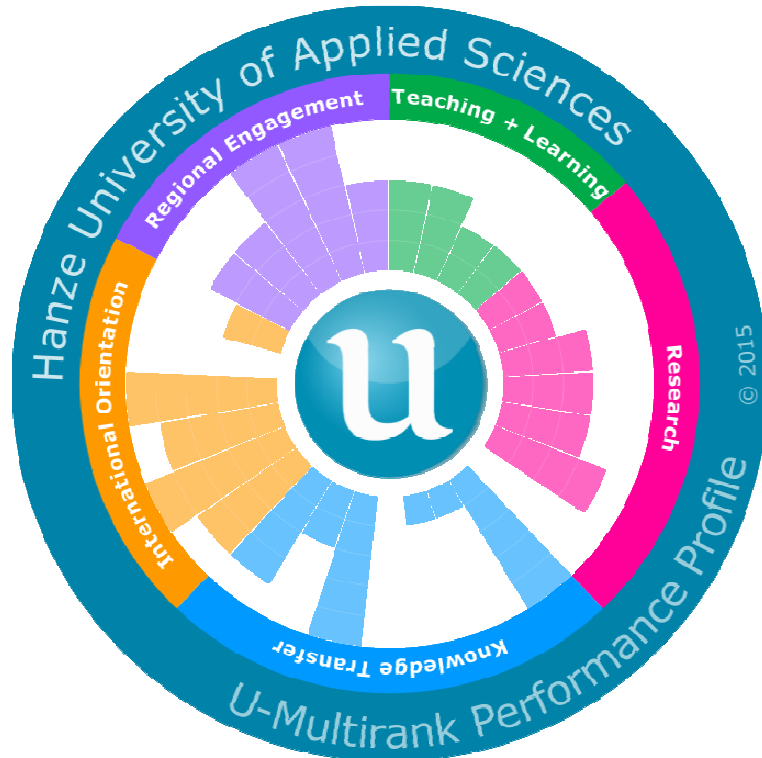 Hanze University of Applied Sciences
Teaching + Learning
Research
Knowledge Transfer
International Orientation
Regional Engagement
u
© 2015
U-Multirank Performance Profile